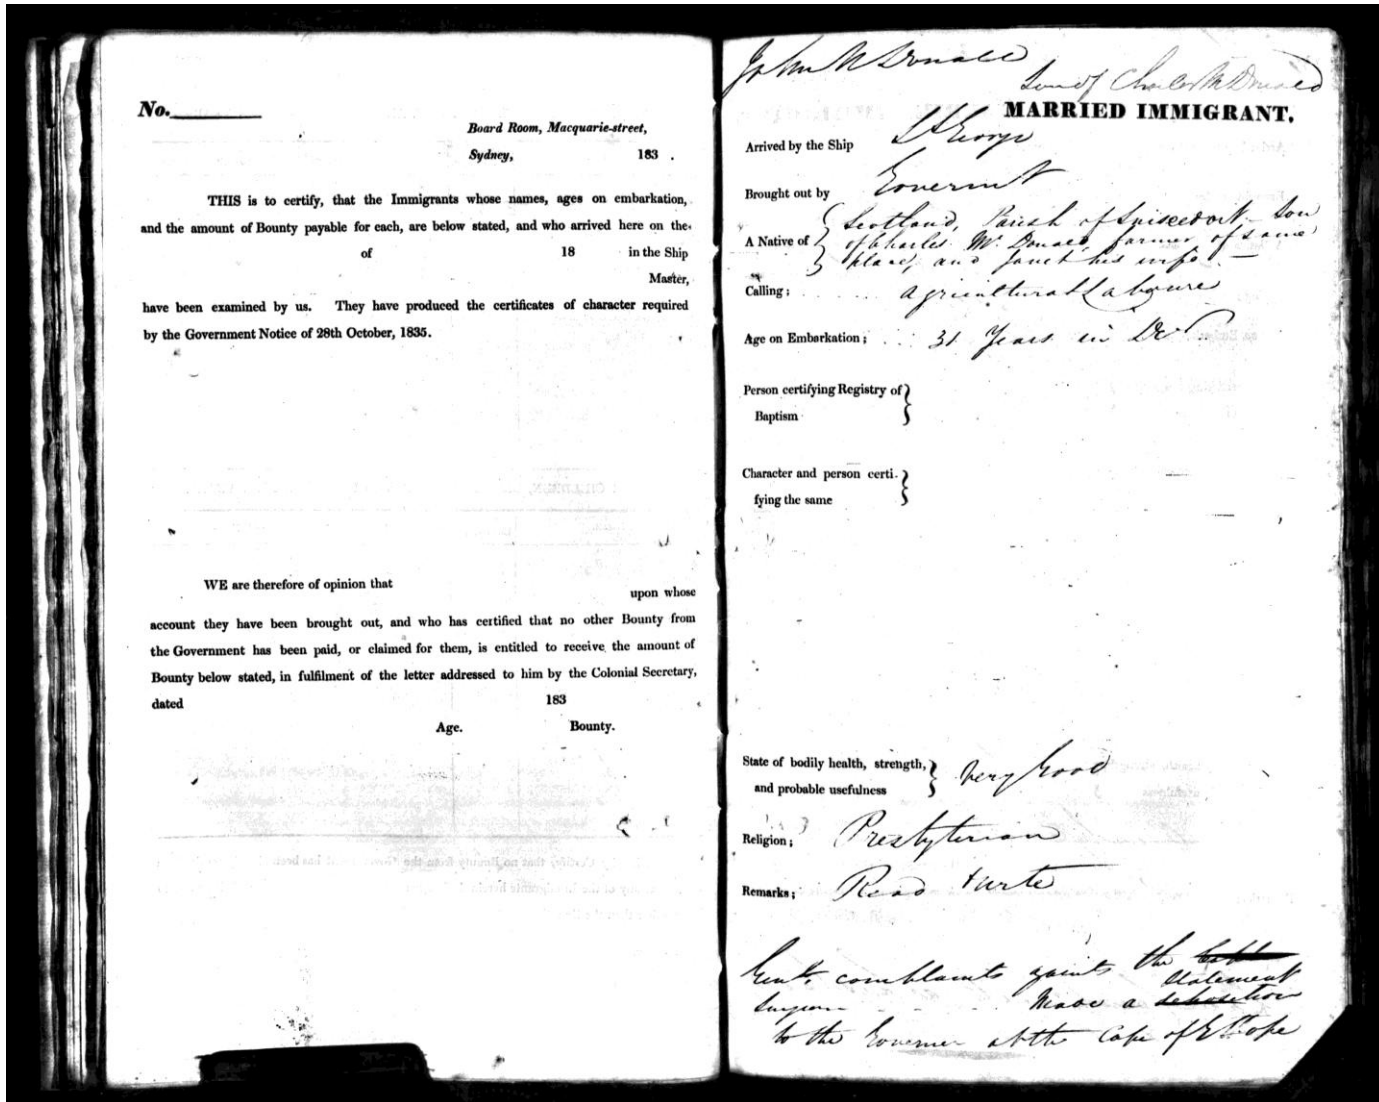 No.
Board Room, Macquarie-street,
Sydney, 183 .
THIS is to certify, that the Immigrants whose names, ages on embarkation,
and the amount of Bounty payable for each, are below stated, and who arrived here on the
of 18 in the Ship
Master,
have been examined by us. They have produced the certificates of character required
by the Government Notice of 28th October, 1835.
WE are therefore of opinion that
upon whose
account they have been brought out, and who has certified that no other Bounty from
the Government has been paid, or claimed for them, is entitled to receive the amount of
Bounty below stated, in fulfilment of the letter addressed to him by the Colonial Secretary,
dated 183
Age. Bounty.
John McDonald
Son of Charles McDonald
MARRIED IMMIGRANT.
Arrived by the Ship St George
Brought out by Governmt
A Native of Scotland, Parish of Son
of Charles McDonald, farmer of same
place, and Janet his wife
Calling; Agricultural Labourer
Age on Embarkation; 31 Years in Decr
Person certifying Registry of
Baptism
Character and person certi-
fying the same
State of bodily health, strength, Very Good
and probable usefulness
Religion; Presbyterian
Remarks; Read & write
complaints the
Statement
Surgeon Made a deposition
to the Governor at the Cape of G Hope